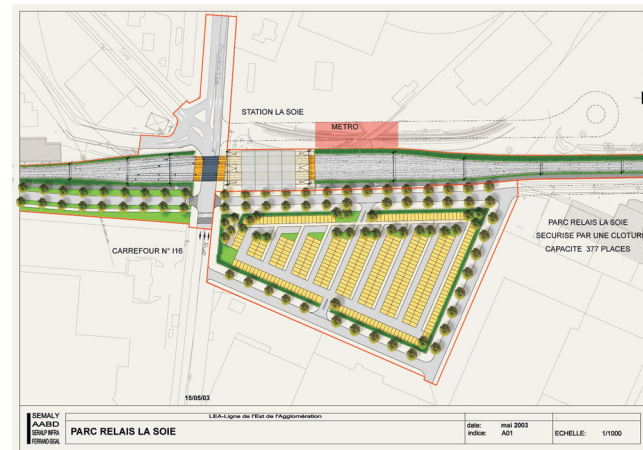 STATION LA SOIE
METRO
CARREFOUR N° I16
Rue
PARC RELAIS LA SOIE
SECURISE PAR UNE CLOTURE
CAPACITE 377 PLACES
15/05/03
SEMALY
AABD
SERALP INFRA
FERRAND-SIGAL
LEA-Ligne de l'Est de l'Agglomération
PARC RELAIS LA SOIE
date: mai 2003
indice: A01
ECHELLE: 1/1000